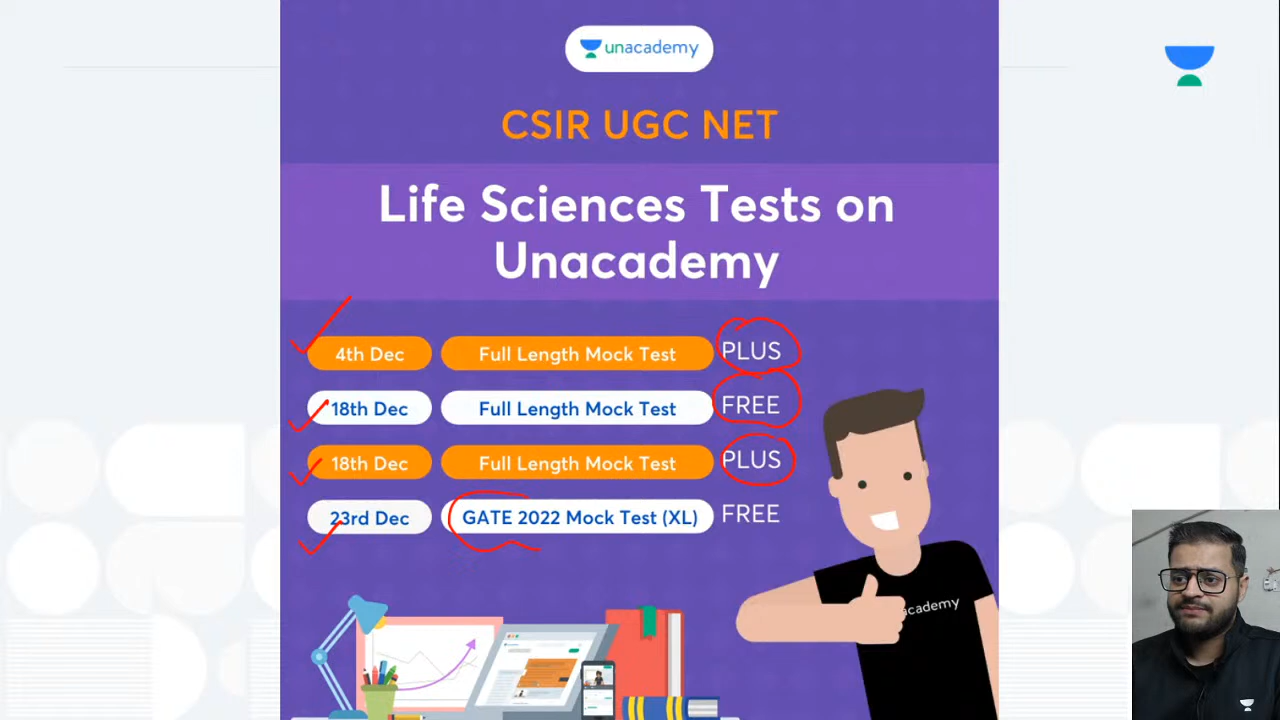 unacademy
CSIR UGC NET
Life Sciences Tests on
Unacademy
4th Dec Full Length Mock Test PLUS
18th Dec Full Length Mock Test FREE
18th Dec Full Length Mock Test PLUS
23rd Dec GATE 2022 Mock Test (XL) FREE
academy